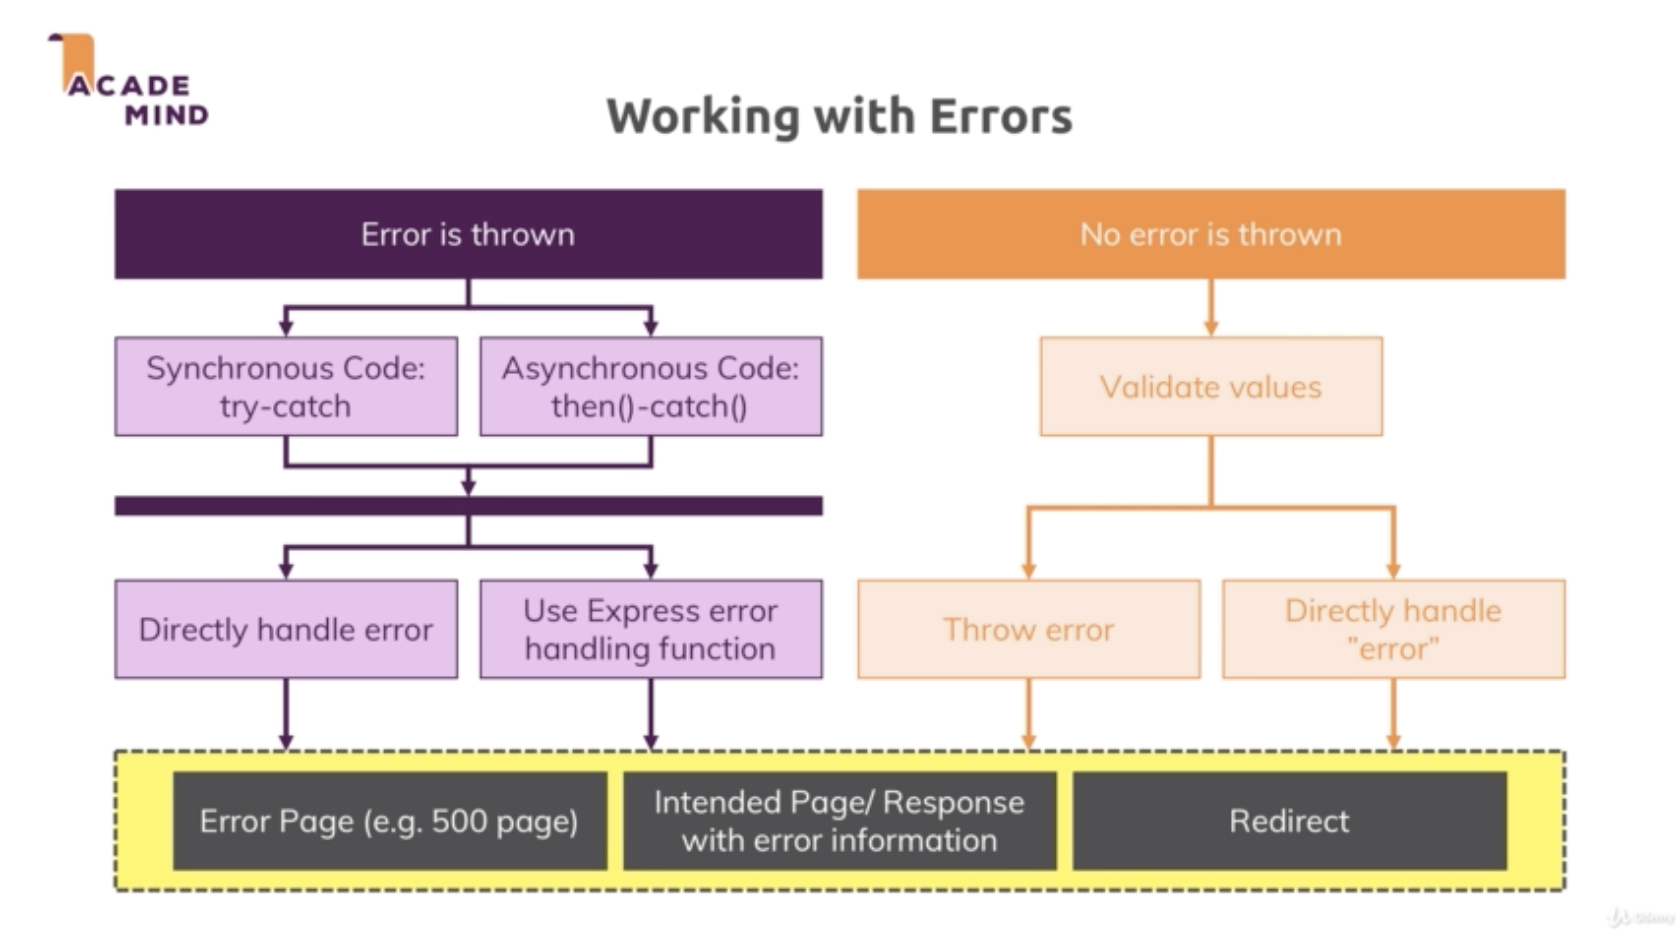 ACADE
MIND
Working with Errors
Error is thrown
No error is thrown
Synchronous Code:
try-catch
Asynchronous Code:
then()-catch()
Validate values
Directly handle error
Use Express error
handling function
Throw error
Directly handle
”error”
Error Page (e.g. 500 page)
Intended Page/ Response
with error information
Redirect
Udemy